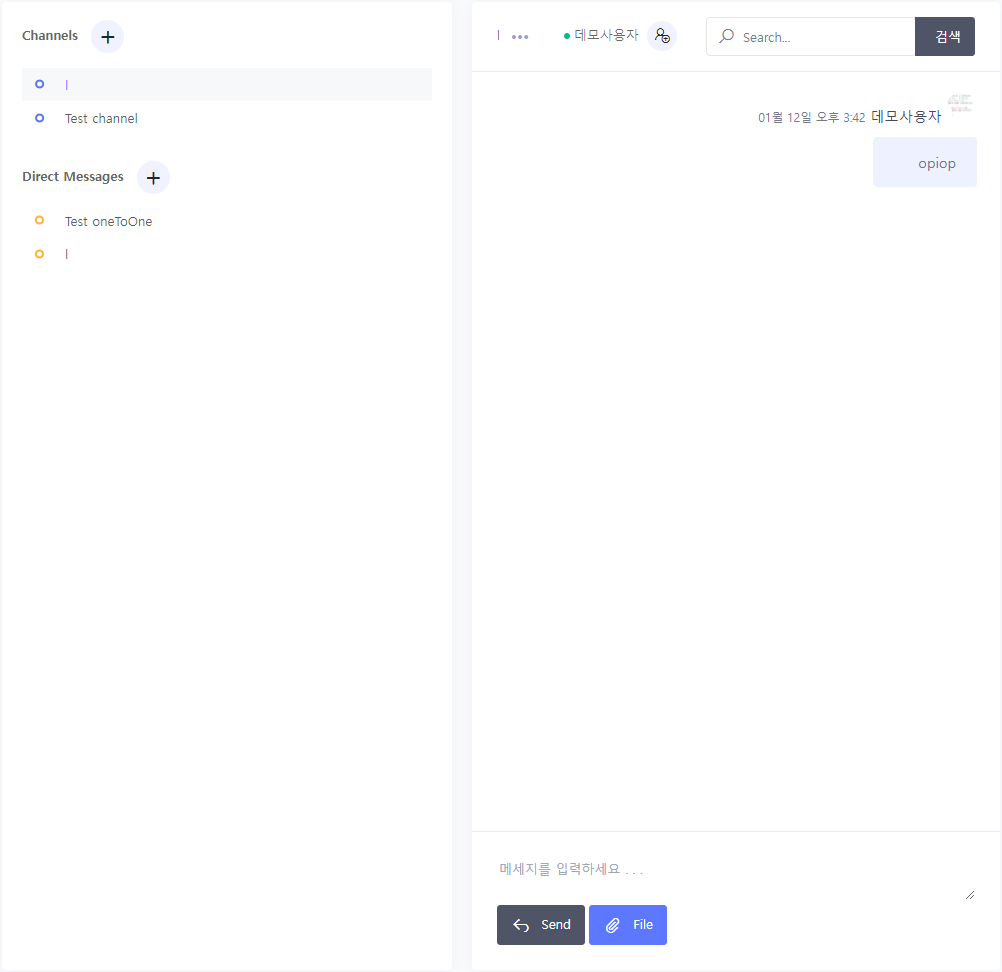 Channels
l
Test channel
Direct Messages
Test oneToOne
l
l
데모사용자
Search...
검색
01월 12일 오후 3:42 데모사용자
opiop
메세지를 입력하세요 . . .
Send
File